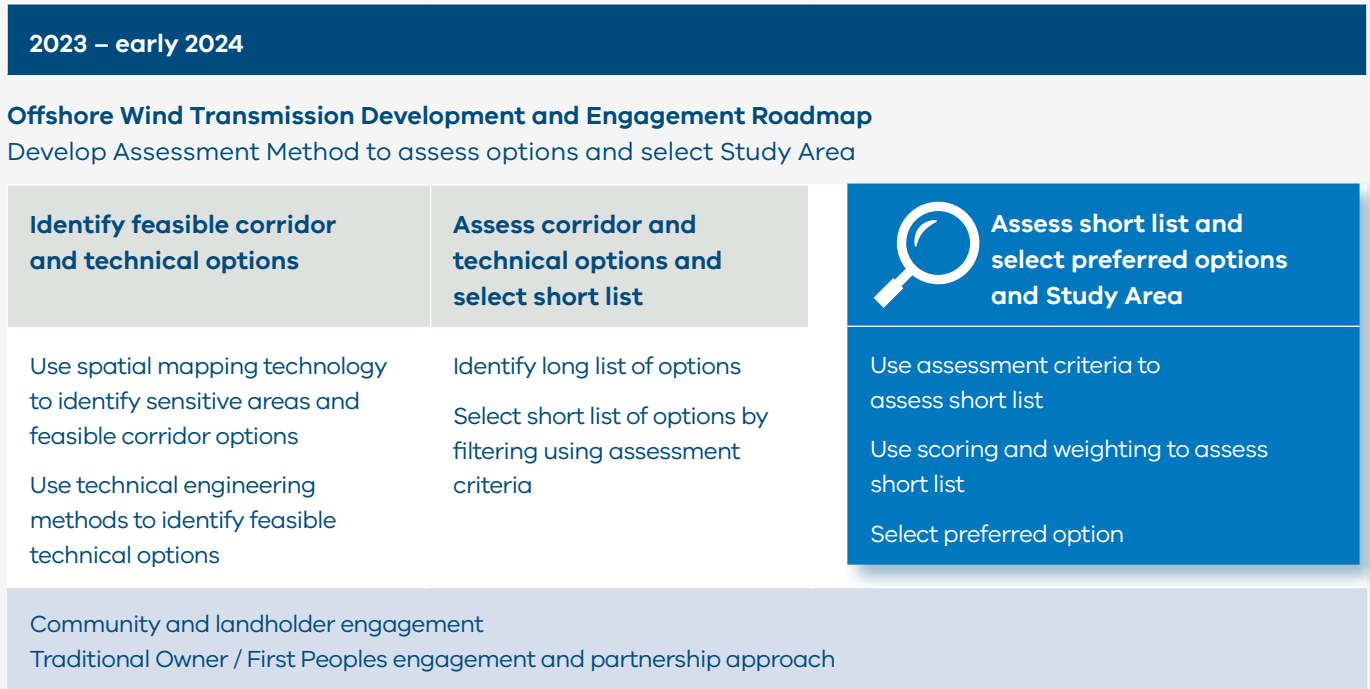 2023 – early 2024
Offshore Wind Transmission Development and Engagement Roadmap
Develop Assessment Method to assess options and select Study Area
Identify feasible corridor
and technical options
Use spatial mapping technology
to identify sensitive areas and
feasible corridor options
Use technical engineering
methods to identify feasible
technical options
Assess corridor and
technical options and
select short list
Identify long list of options
Select short list of options by
filtering using assessment
criteria
Assess short list and
select preferred options
and Study Area
Use assessment criteria to
assess short list
Use scoring and weighting to assess
short list
Select preferred option
Community and landholder engagement
Traditional Owner / First Peoples engagement and partnership approach